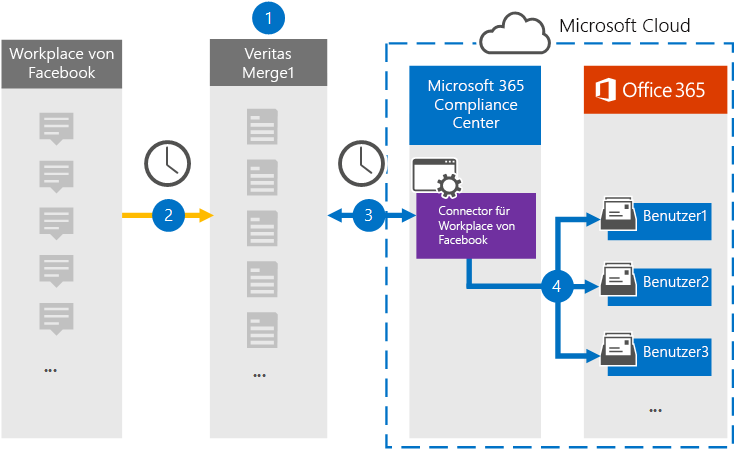 1
Microsoft Cloud
Workplace von
Facebook
Veritas
Merge1
Microsoft 365
Compliance
Center
Office 365
2
3
Connector für
Workplace von
Facebook
4
Benutzer1
Benutzer2
Benutzer3
...
...
...